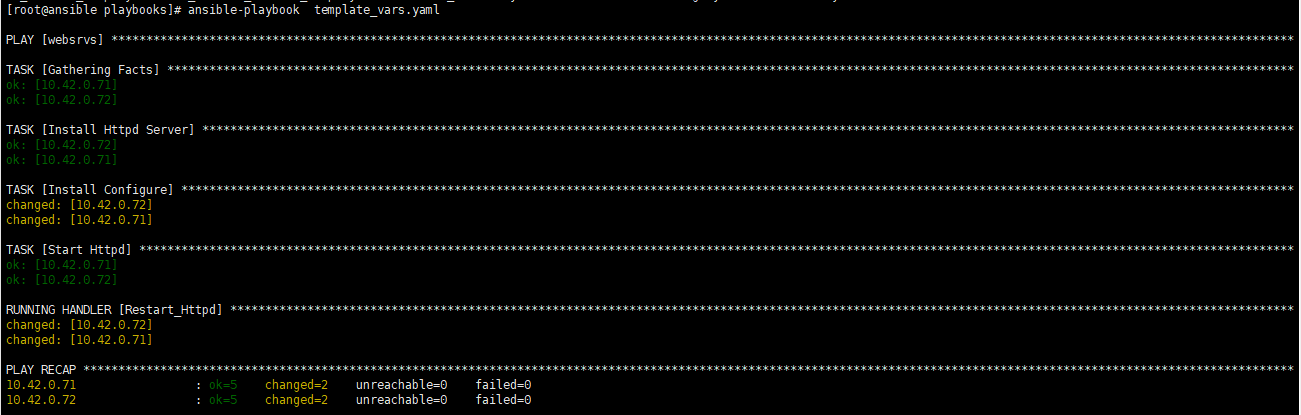 [root@ansible playbooks]# ansible-playbook  template_vars.yaml
PLAY [websrvs] *************************************************************************************************************************************************************************
TASK [Gathering Facts] *****************************************************************************************************************************************************************
ok: [10.42.0.71]
ok: [10.42.0.72]
TASK [Install Httpd Server] ************************************************************************************************************************************************************
ok: [10.42.0.72]
ok: [10.42.0.71]
TASK [Install Configure] ***************************************************************************************************************************************************************
changed: [10.42.0.72]
changed: [10.42.0.71]
TASK [Start Httpd] *********************************************************************************************************************************************************************
ok: [10.42.0.71]
ok: [10.42.0.72]
RUNNING HANDLER [Restart_Httpd] ********************************************************************************************************************************************************
changed: [10.42.0.72]
changed: [10.42.0.71]
PLAY RECAP *****************************************************************************************************************************************************************************
10.42.0.71                 : ok=5    changed=2    unreachable=0    failed=0
10.42.0.72                 : ok=5    changed=2    unreachable=0    failed=0